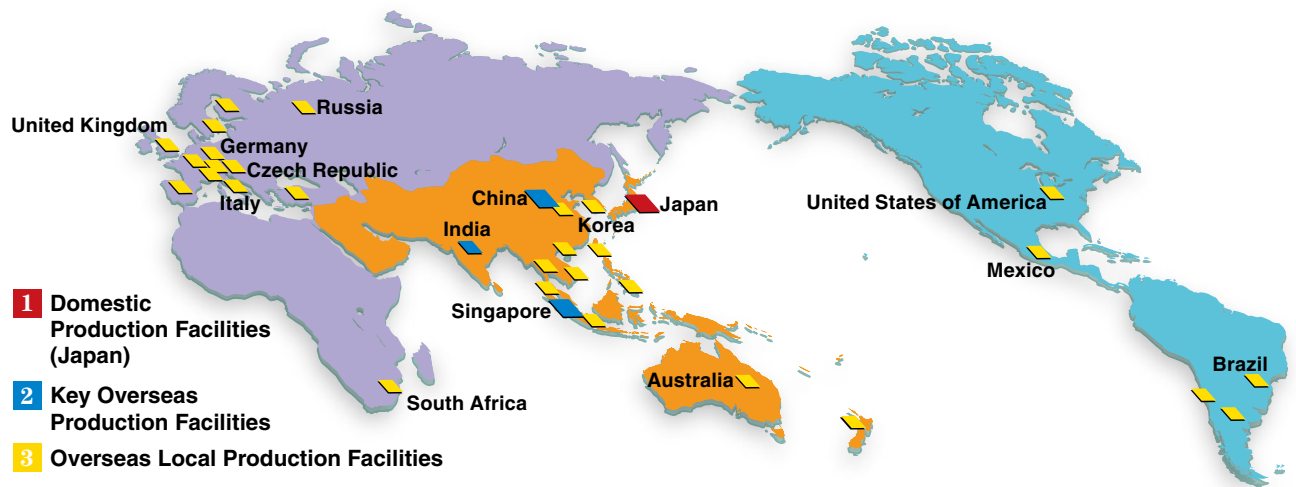 Russia
United Kingdom
Germany
Czech Republic
Italy
China
Japan
Korea
India
Singapore
Australia
South Africa
United States of America
Mexico
Brazil
1 Domestic
Production Facilities
(Japan)
2 Key Overseas
Production Facilities
3 Overseas Local Production Facilities